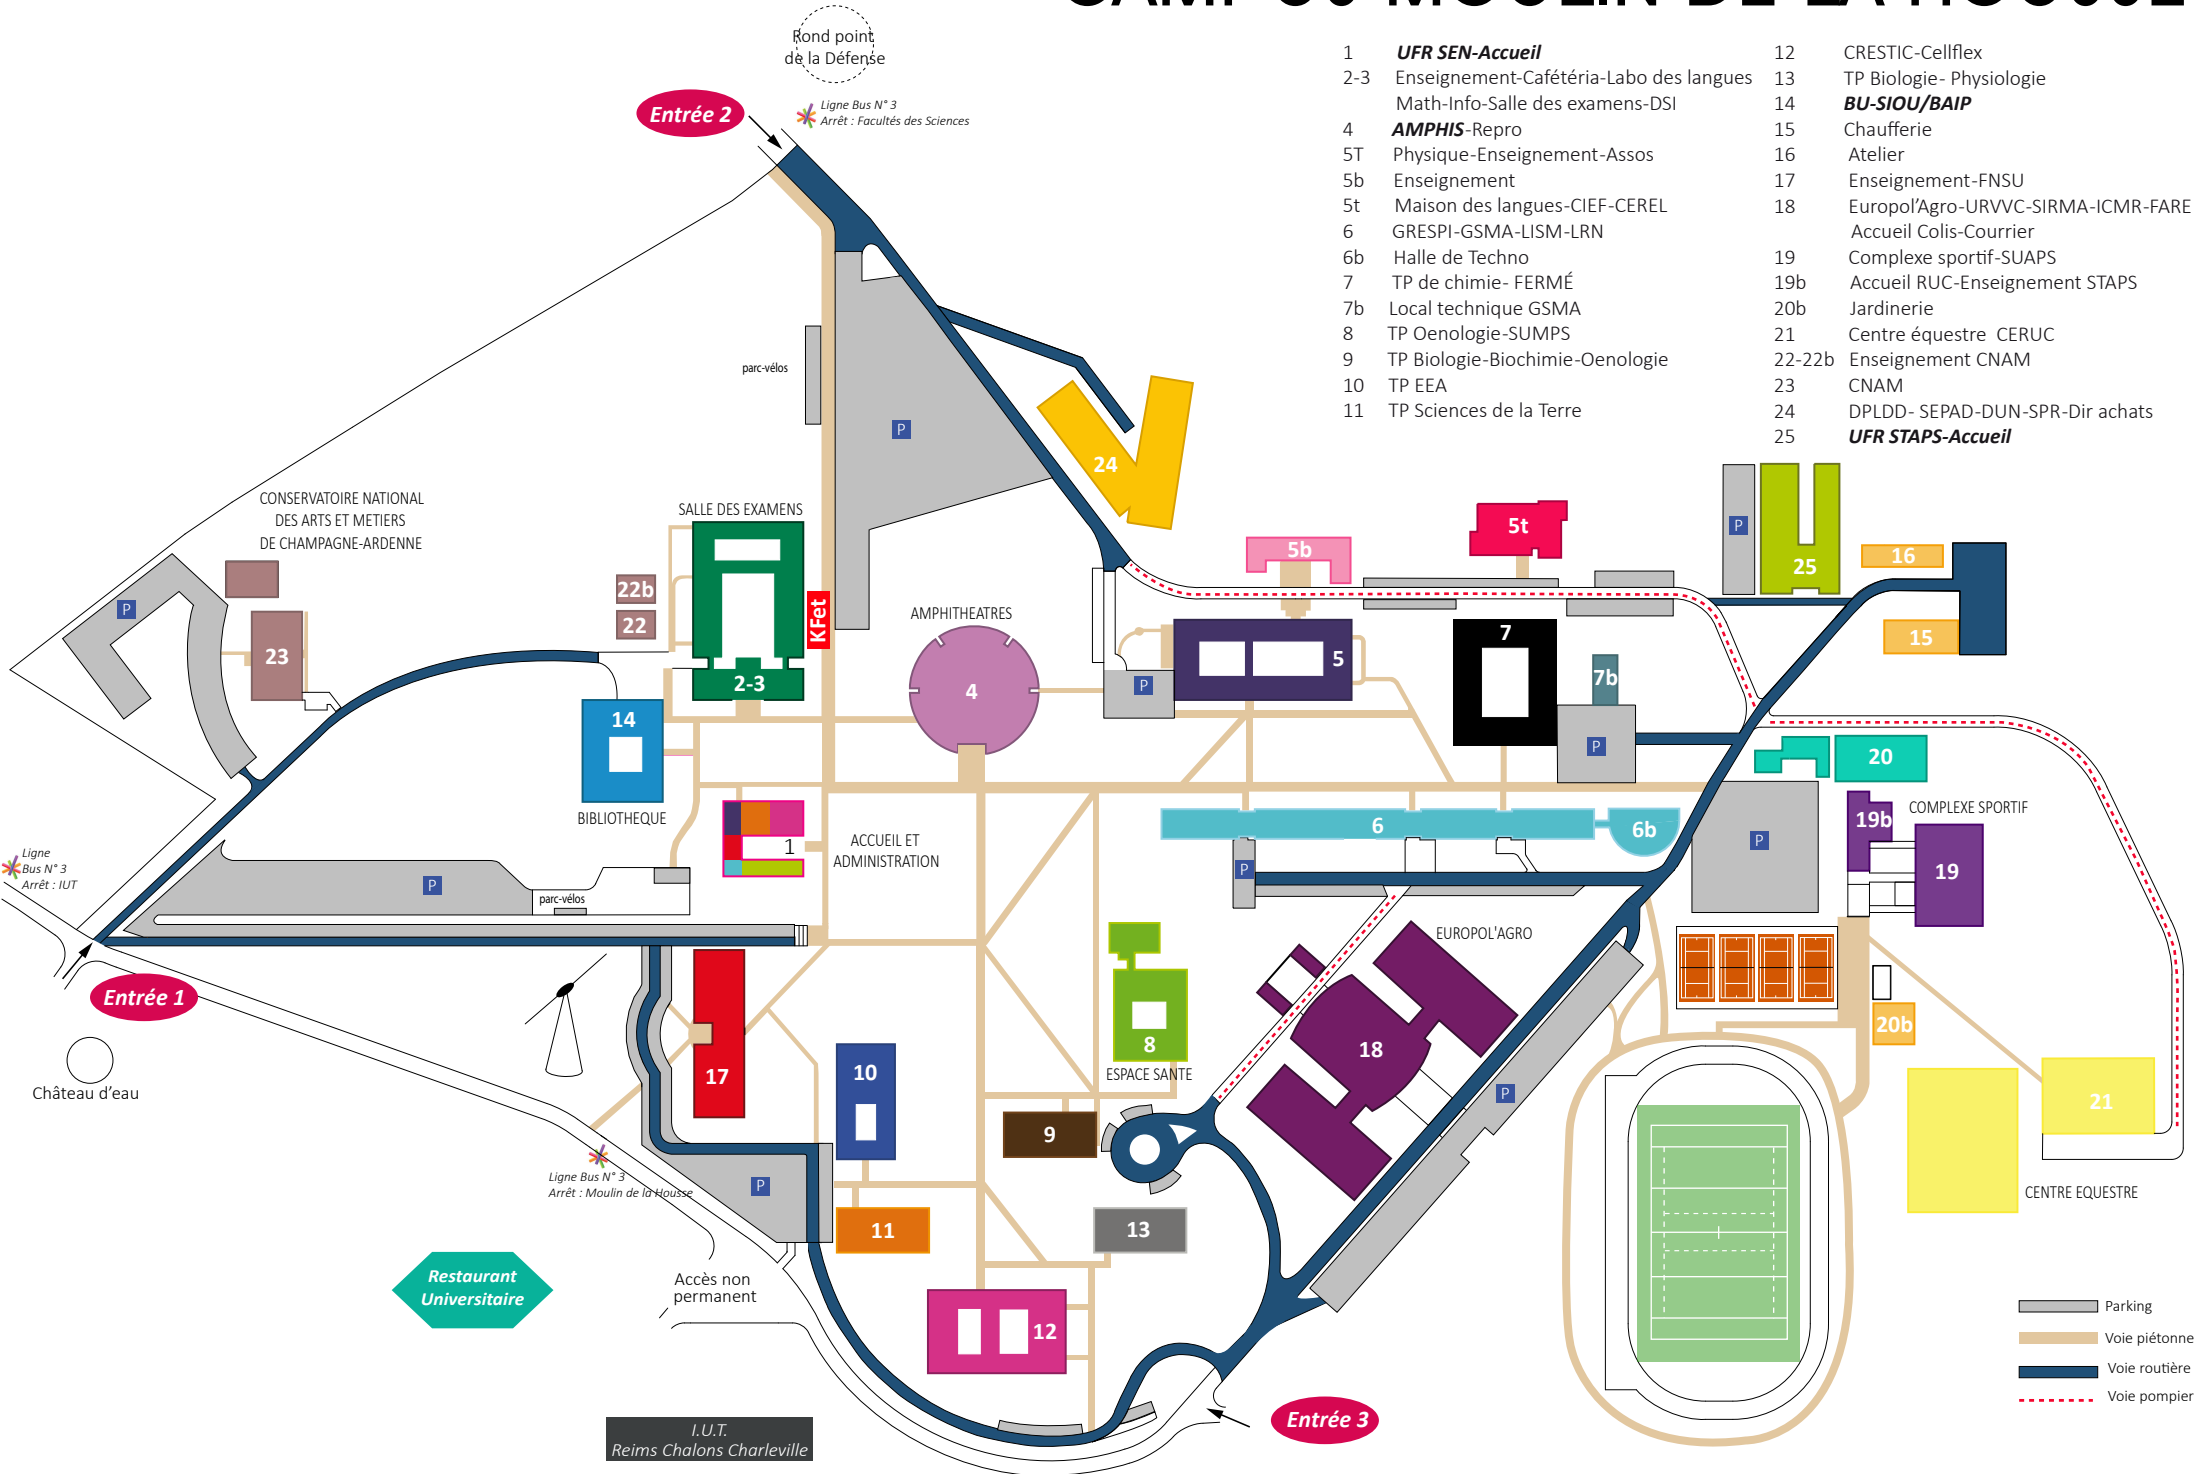 CAMPUS MOULIN DE LA HOUSSE
Rond point
de la Défense
Entrée 2
Ligne Bus N° 3
Arrêt : Facultés des Sciences
1 UFR SEN-Accueil
2-3 Enseignement-Cafétéria-Labo des langues
Math-Info-Salle des examens-DSI
4 AMPHIS-Repro
5T Physique-Enseignement-Assos
5b Enseignement
5t Maison des langues-CIEF-CEREL
6 GRESPI-GSMA-LISM-LRN
6b Halle de Techno
7 TP de chimie- FERMÉ
7b Local technique GSMA
8 TP Oenologie-SUMPS
9 TP Biologie-Biochimie-Oenologie
10 TP EEA
11 TP Sciences de la Terre
12 CRESTIC-Cellflex
13 TP Biologie- Physiologie
14 BU-SIOU/BAIP
15 Chaufferie
16 Atelier
17 Enseignement-FNSU
18 Europol'Agro-URVVC-SIRMA-ICMR-FARE
Accueil Colis-Courrier
19 Complexe sportif-SUAPS
19b Accueil RUC-Enseignement STAPS
20b Jardinerie
21 Centre équestre CERUC
22-22b Enseignement CNAM
23 CNAM
24 DPLDD- SEPAD-DUN-SPR-Dir achats
25 UFR STAPS-Accueil
parc-vélos
P
24
CONSERVATOIRE NATIONAL
DES ARTS ET METIERS
DE CHAMPAGNE-ARDENNE
SALLE DES EXAMENS
5t
P
25
16
5b
22b
22
KFet
P
AMPHITHEATRES
23
2-3
4
5
P
7
7b
15
14
P
20
BIBLIOTHEQUE
1
ACCUEIL ET
ADMINISTRATION
6
6b
P
19b
COMPLEXE SPORTIF
19
Ligne
Bus N° 3
Arrêt : IUT
P
parc-vélos
P
EUROPOL'AGRO
Entrée 1
Château d'eau
17
10
8
ESPACE SANTE
18
P
20b
21
9
Ligne Bus N° 3
Arrêt : Moulin de la Housse
P
CENTRE EQUESTRE
11
13
Restaurant
Universitaire
Accès non
permanent
12
Parking
Voie piétonne
Voie routière
Voie pompier
Entrée 3
I.U.T.
Reims Chalons Charleville